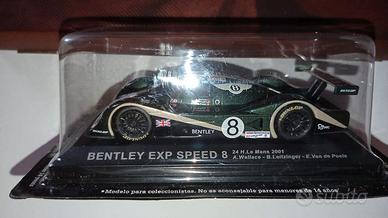 DUNLOP
BENTLEY
8
BENTLEY EXP SPEED 8
24 H.Le Mans 2001
A.Wallace - B.Leitzinger - E.Van de Poele
•Modelo para coleccionistas. No es aconsejable para menores de 14 años•
subito